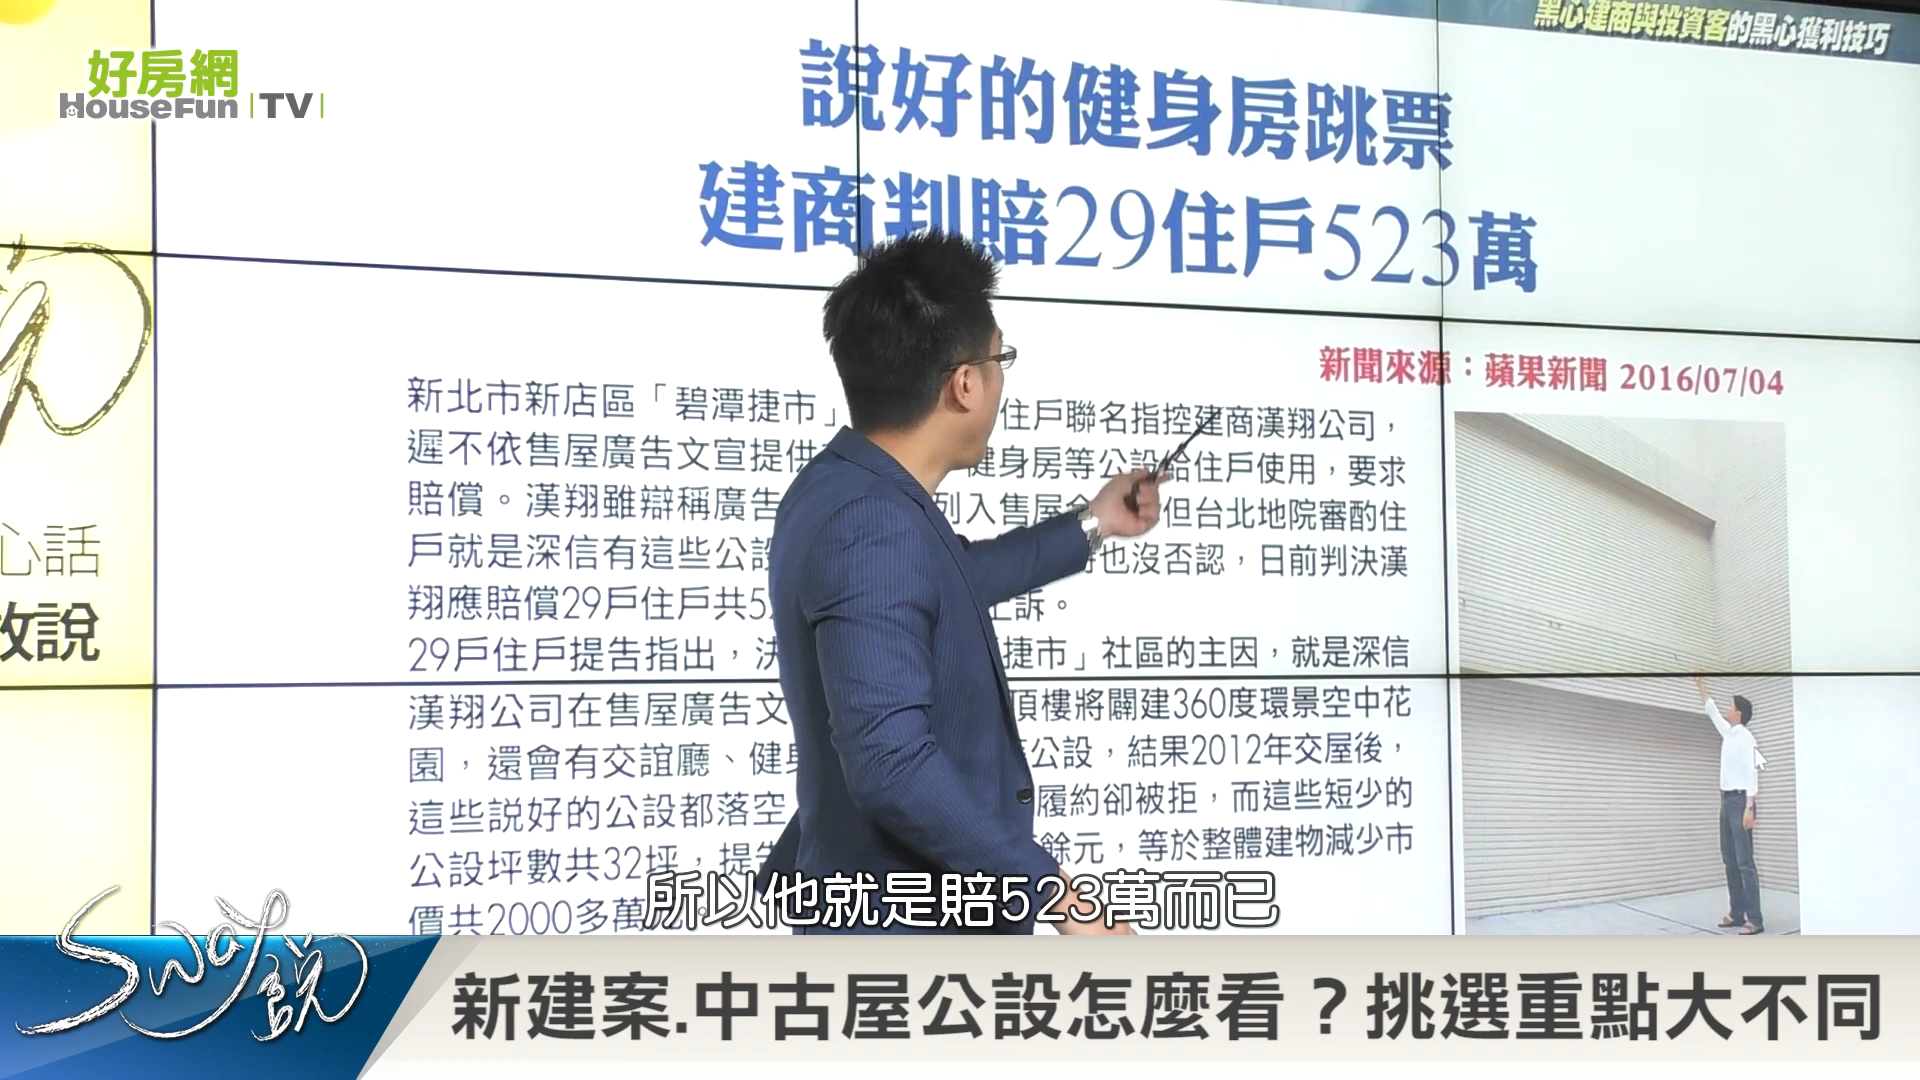 黑心建商與投資客的黑心獲利技巧
好房網
HouseFun TV
說好的健身房跳票
建商判賠29住戶523萬
新聞來源：蘋果新聞 2016/07/04
新北市新店區「碧潭捷市」 住戶聯名指控建商漢翔公司，
遲不依售屋廣告文宣提供 健身房等公設給住戶使用，要求
賠償。漢翔雖辯稱廣告 列入售屋 但台北地院審酌住
戶就是深信有這些公設 也沒否認，日前判決漢
翔應賠償29戶住戶共5 上訴。
29戶住戶提告指出，決 捷市」社區的主因，就是深信
漢翔公司在售屋廣告文 頂樓將闢建360度環景空中花
園，還會有交誼廳、健身 公設，結果2012年交屋後，
這些說好的公設都落空 履約卻被拒，而這些短少的
公設坪數共32坪，提告 餘元，等於整體建物減少市
價共2000多萬
心話
說
所以他就是賠523萬而已
Sway說
新建案.中古屋公設怎麼看？挑選重點大不同